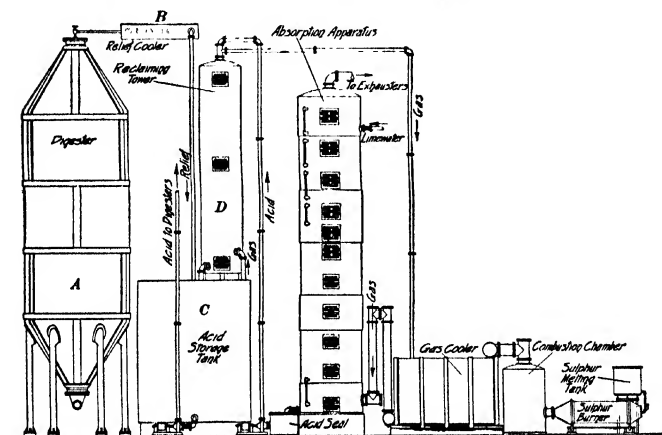 B
Relief Cooler
Reclaiming
Tower
Absorption Apparatus
To Exhausters
Gas
Limewater
Digester
Relief
Acid to Digesters
D
Acid
Gas
A
C
Acid
Storage
Tank
Gas
Gas Cooler
Combustion Chamber
Sulphur
Melting
Tank
Sulphur
Burner
Acid Seal